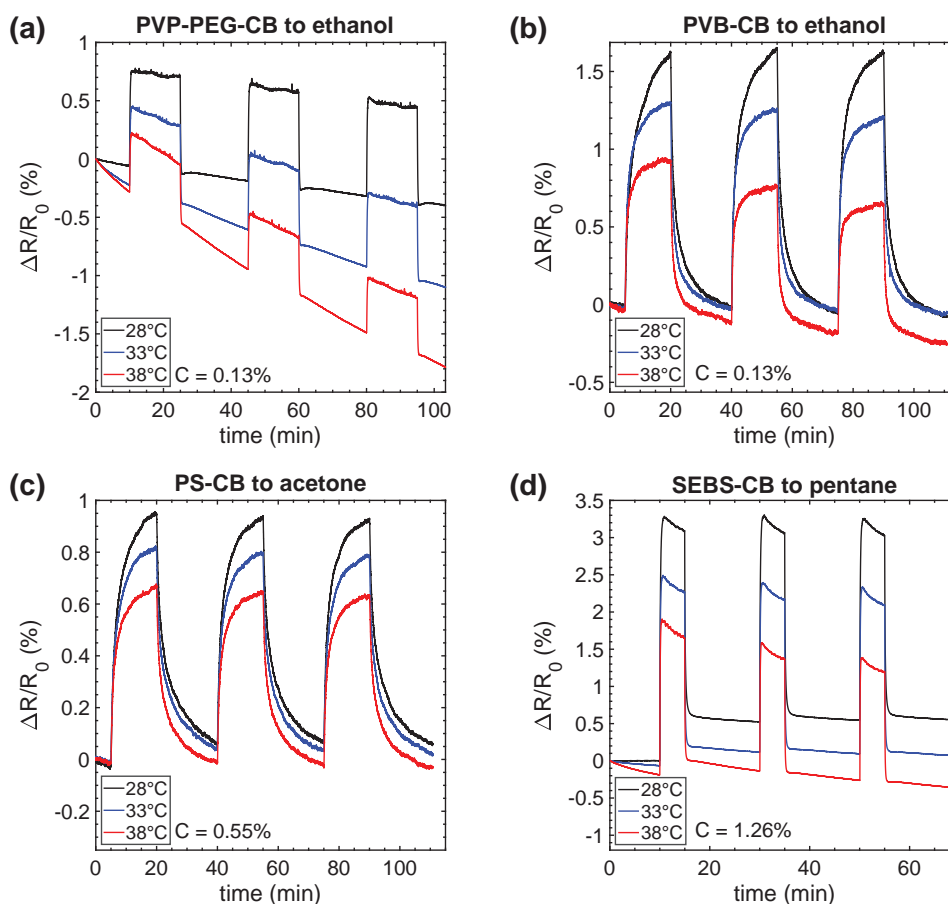 (a)
PVP-PEG-CB to ethanol
1
0.5
0
-0.5
-1
-1.5
-2
ΔR/R0 (%)
28°C
33°C
38°C
C = 0.13%
0 20 40 60 80 100
time (min)
(b)
PVB-CB to ethanol
1.5
1
0.5
0
-0.5
ΔR/R0 (%)
28°C
33°C
38°C
C = 0.13%
0 20 40 60 80 100
time (min)
(c)
PS-CB to acetone
1
0.8
0.6
0.4
0.2
0
-0.2
ΔR/R0 (%)
28°C
33°C
38°C
C = 0.55%
0 20 40 60 80 100
time (min)
(d)
SEBS-CB to pentane
3.5
3
2.5
2
1.5
1
0.5
0
-0.5
-1
ΔR/R0 (%)
28°C
33°C
38°C
C = 1.26%
0 20 40 60
time (min)